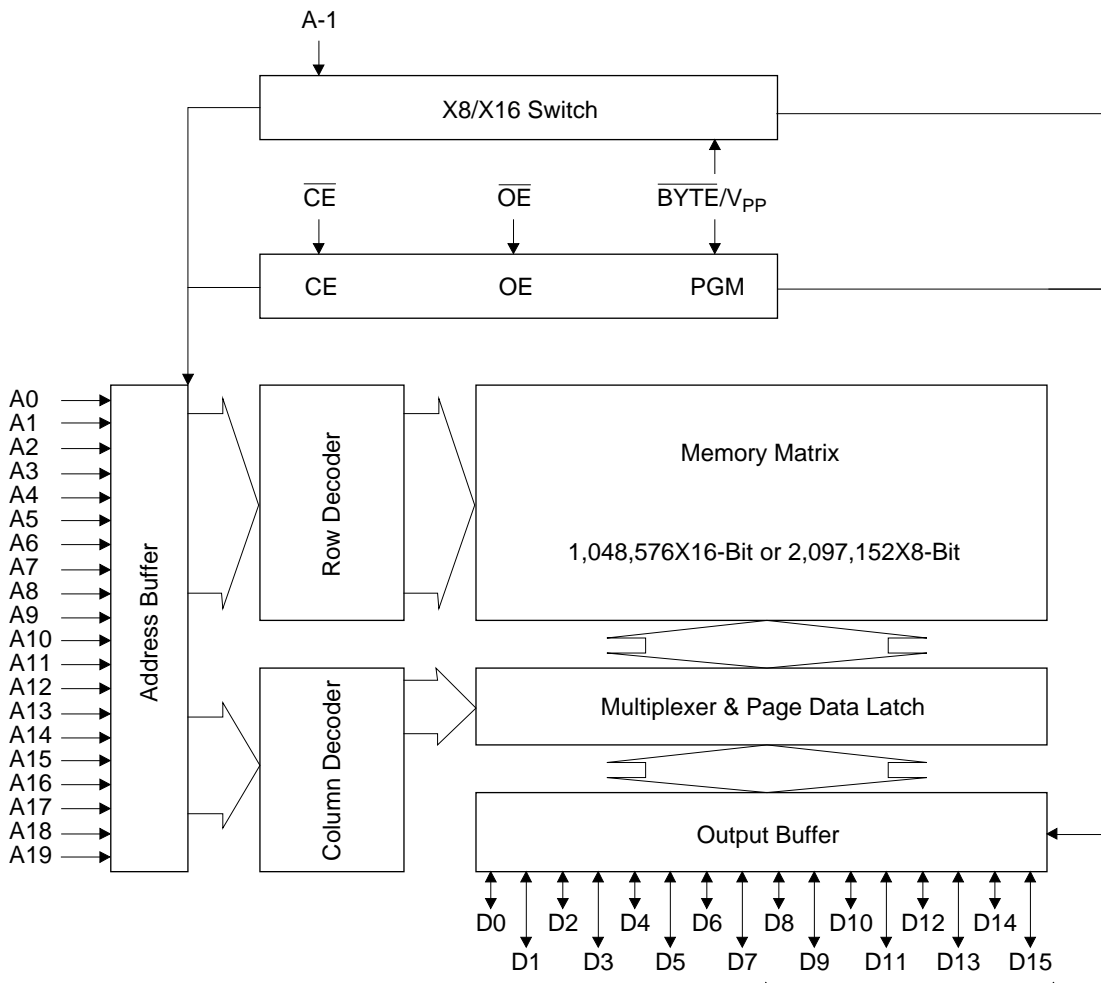 A-1
X8/X16 Switch
CE OE BYTE/VPP
CE OE PGM
A0
A1
A2
A3
A4
A5
A6
A7
A8
A9
A10
A11
A12
A13
A14
A15
A16
A17
A18
A19
Address Buffer
Row Decoder
Column Decoder
Memory Matrix
1,048,576X16-Bit or 2,097,152X8-Bit
Multiplexer & Page Data Latch
Output Buffer
D0 D2 D4 D6 D8 D10 D12 D14
D1 D3 D5 D7 D9 D11 D13 D15